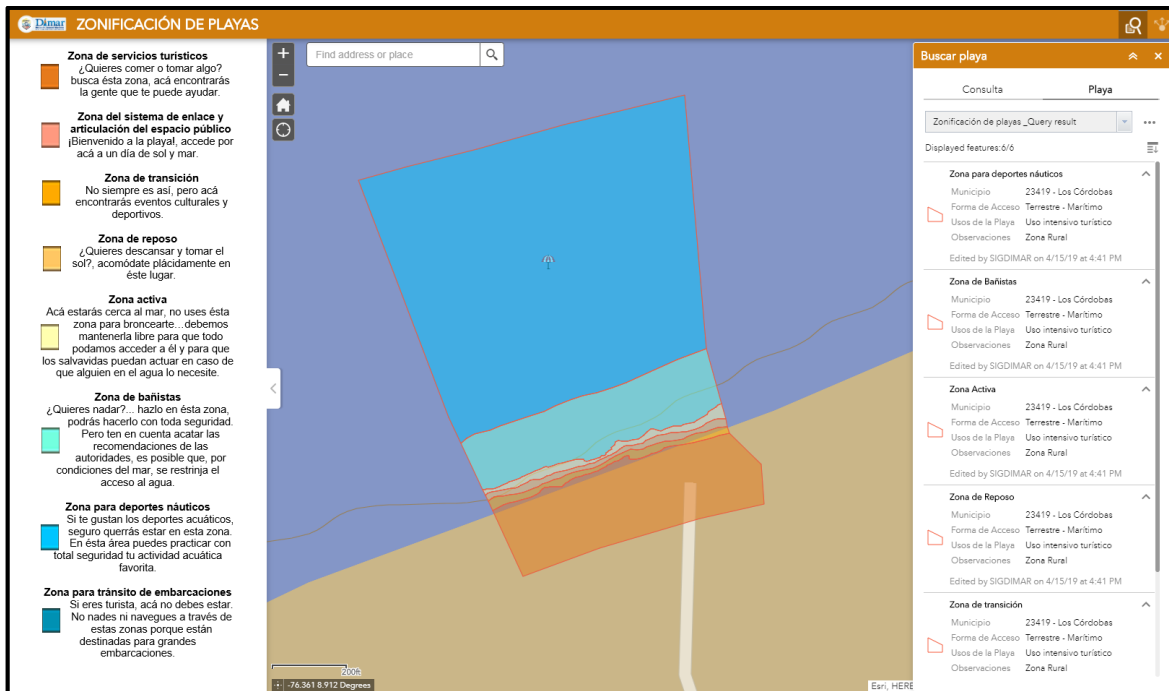 Dimar
ZONIFICACIÓN DE PLAYAS
Zona de servicios turísticos
¿Quieres comer o tomar algo?
busca ésta zona, acá encontrarás
la gente que te puede ayudar.
Zona del sistema de enlace y
articulación del espacio público
¡Bienvenido a la playa!, accede por
acá a un día de sol y mar.
Zona de transición
No siempre es así, pero acá
encontrarás eventos culturales y
deportivos.
Zona de reposo
¿Quieres descansar y tomar el
sol?, acomódate plácidamente en
éste lugar.
Zona activa
Acá estarás cerca al mar, no uses ésta
zona para broncearte...debemos
mantenerla libre para que todo
podamos acceder a él y para que
los salvavidas puedan actuar en caso de
que alguien en el agua lo necesite.
Zona de bañistas
¿Quieres nadar?... hazlo en ésta zona,
podrás hacerlo con toda seguridad.
Pero ten en cuenta acatar las
recomendaciones de las
autoridades, es posible que, por
condiciones del mar, se restrinja el
acceso al agua.
Zona para deportes náuticos
Si te gustan los deportes acuáticos,
seguro querrás estar en esta zona.
En ésta área puedes practicar con
total seguridad tu actividad acuática
favorita.
Zona para tránsito de embarcaciones
Si eres turista, acá no debes estar.
No nades ni navegues a través de
estas zonas porque están
destinadas para grandes
embarcaciones.
+
−
Find address or place
200ft
-76.361 8.912 Degrees
Esri, HERE
Buscar playa
Consulta
Playa
Zonificación de playas _Query result
Displayed features:6/6
Zona para deportes náuticos
Municipio 23419 - Los Córdobas
Forma de Acceso Terrestre - Marítimo
Usos de la Playa Uso intensivo turístico
Observaciones Zona Rural
Edited by SIGDIMAR on 4/15/19 at 4:41 PM
Zona de Bañistas
Municipio 23419 - Los Córdobas
Forma de Acceso Terrestre - Marítimo
Usos de la Playa Uso intensivo turístico
Observaciones Zona Rural
Edited by SIGDIMAR on 4/15/19 at 4:41 PM
Zona Activa
Municipio 23419 - Los Córdobas
Forma de Acceso Terrestre - Marítimo
Usos de la Playa Uso intensivo turístico
Observaciones Zona Rural
Edited by SIGDIMAR on 4/15/19 at 4:41 PM
Zona de Reposo
Municipio 23419 - Los Córdobas
Forma de Acceso Terrestre - Marítimo
Usos de la Playa Uso intensivo turístico
Observaciones Zona Rural
Edited by SIGDIMAR on 4/15/19 at 4:41 PM
Zona de transición
Municipio 23419 - Los Córdobas
Forma de Acceso Terrestre - Marítimo
Usos de la Playa Uso intensivo turístico
Observaciones Zona Rural